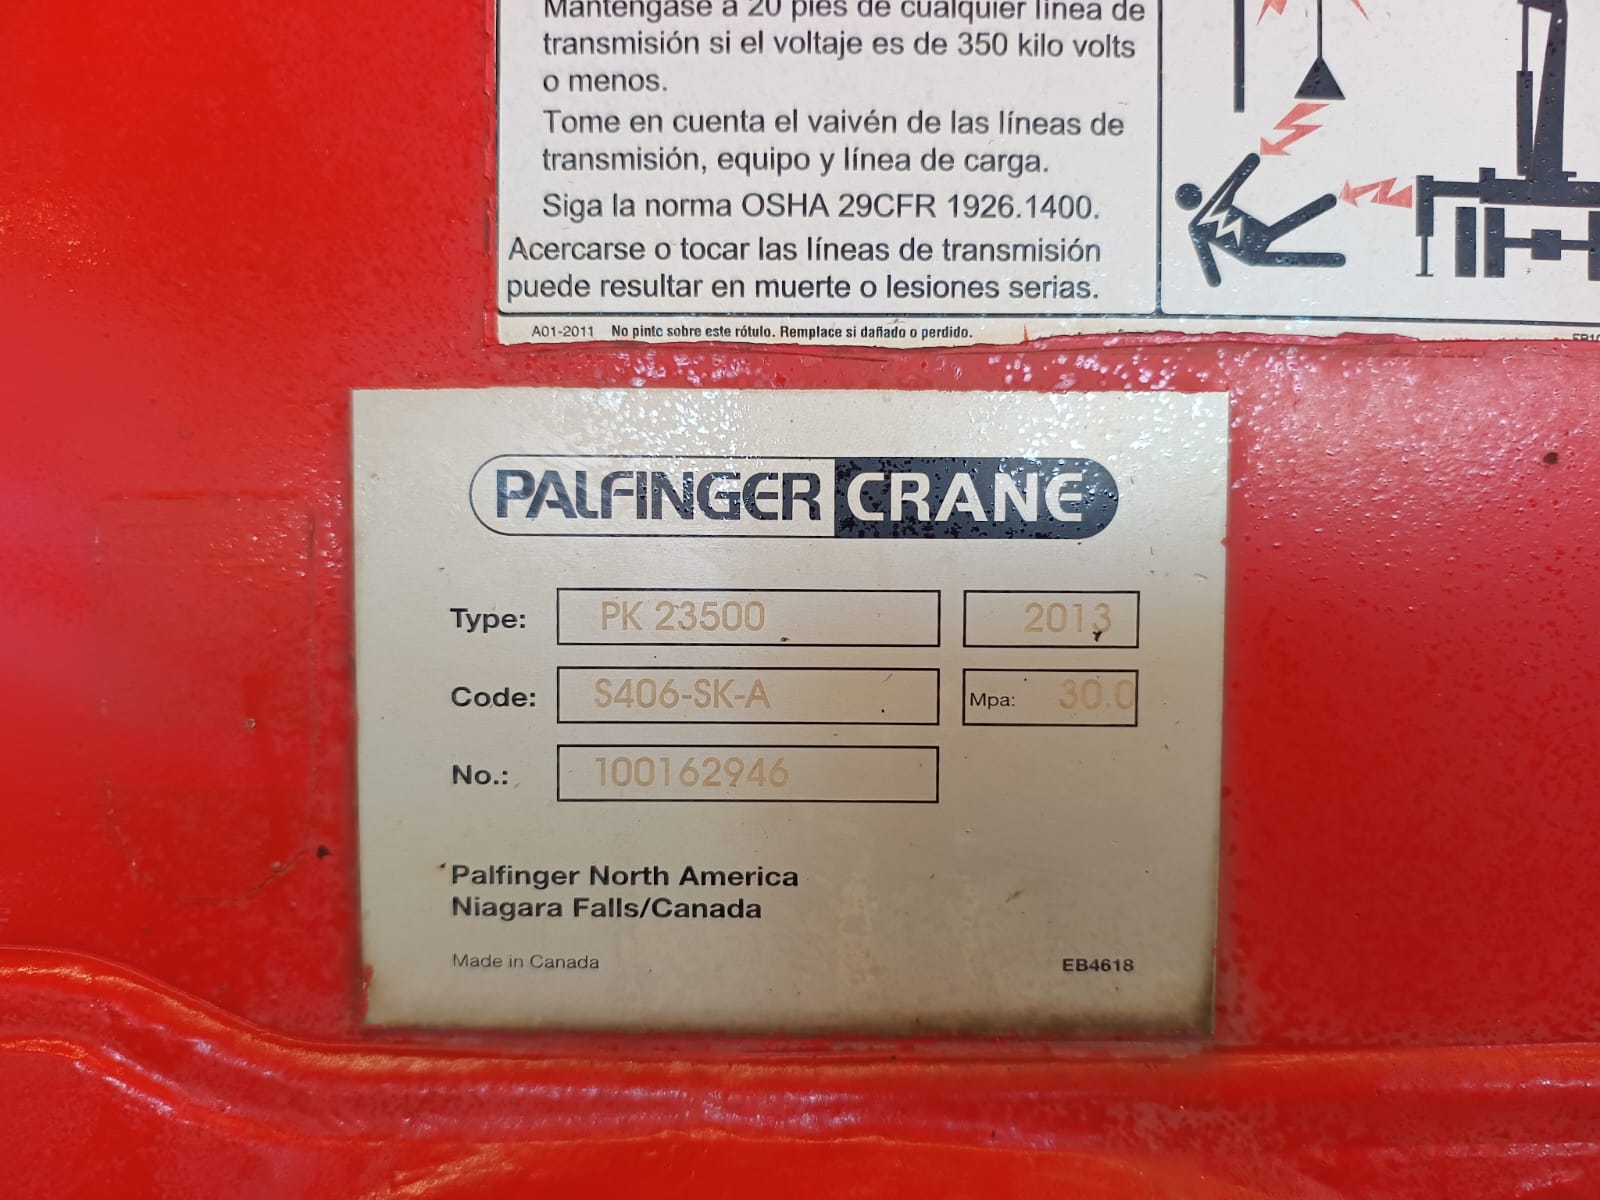 Manténgase a 20 pies de cualquier línea de
transmisión si el voltaje es de 350 kilo volts
o menos.
Tome en cuenta el vaivén de las líneas de
transmisión, equipo y línea de carga.
Siga la norma OSHA 29CFR 1926.1400.
Acercarse o tocar las líneas de transmisión
puede resultar en muerte o lesiones serias.
A01-2011 No pinte sobre este rótulo. Remplace si dañado o perdido.
PALFINGER CRANE
Type: PK 23500 2013
Code: S406-SK-A Mpa: 30.0
No.: 100162946
Palfinger North America
Niagara Falls/Canada
Made in Canada EB4618